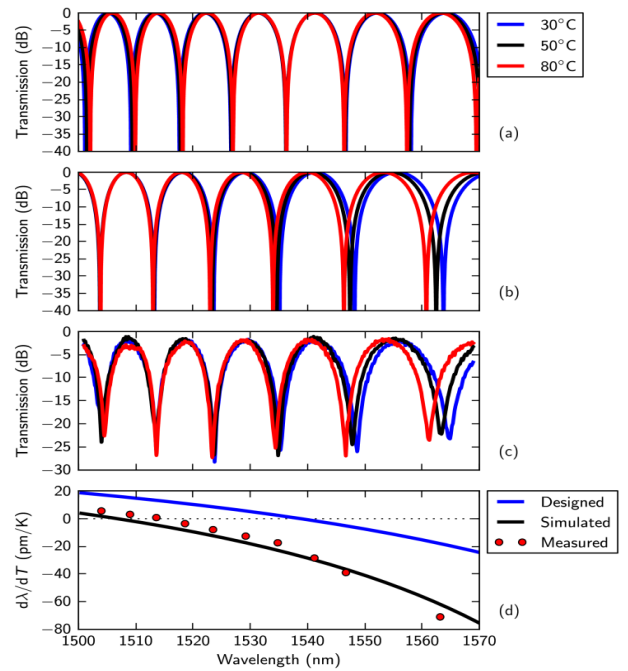 0
−5
−10
−15
−20
−25
−30
−35
−40
Transmission (dB)
(a)
30°C
50°C
80°C
0
−5
−10
−15
−20
−25
−30
−35
−40
Transmission (dB)
(b)
0
−5
−10
−15
−20
−25
−30
Transmission (dB)
(c)
20
0
−20
−40
−60
−80
dλ/dT (pm/K)
(d)
Designed
Simulated
Measured
1500 1510 1520 1530 1540 1550 1560 1570
Wavelength (nm)